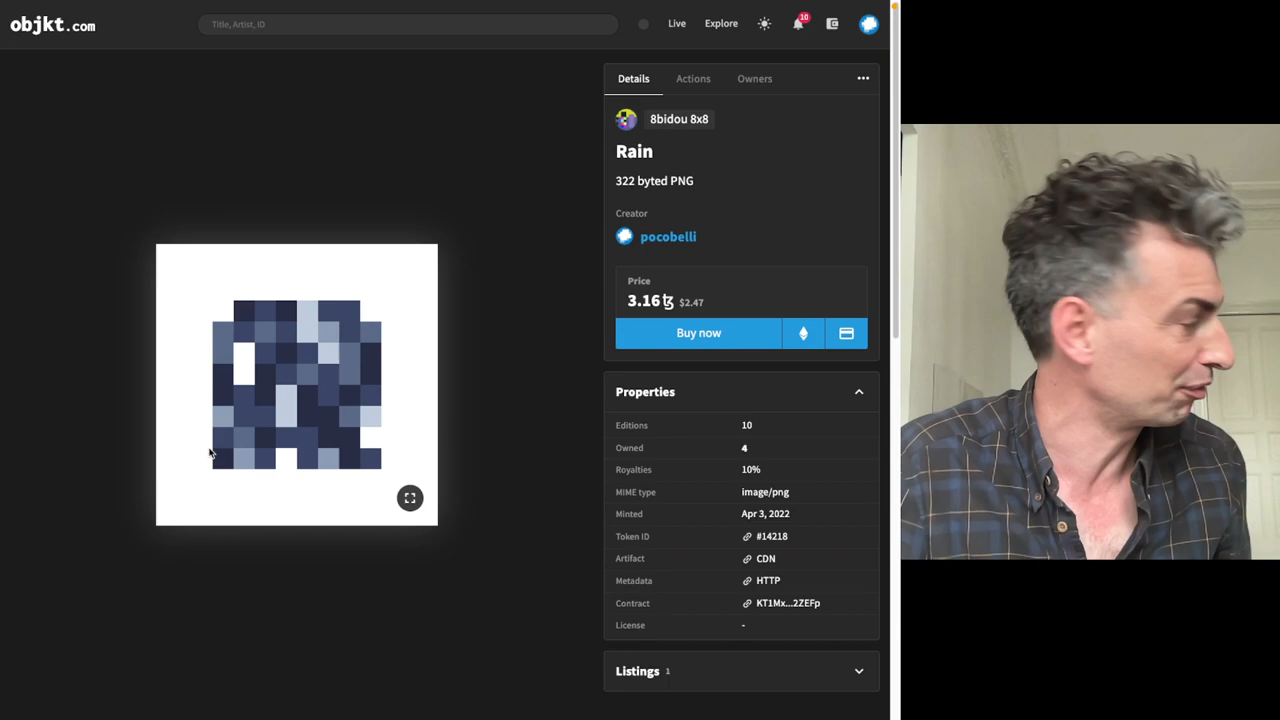 objkt.com
Title, Artist, ID
Live
Explore
10
Details
Actions
Owners
8bidou 8x8
Rain
322 byted PNG
Creator
pocobelli
Price
3.16ꜩ $2.47
Buy now
Properties
Editions 10
Owned 4
Royalties 10%
MIME type image/png
Minted Apr 3, 2022
Token ID #14218
Artifact CDN
Metadata HTTP
Contract KT1Mx...2ZEFp
License -
Listings 1